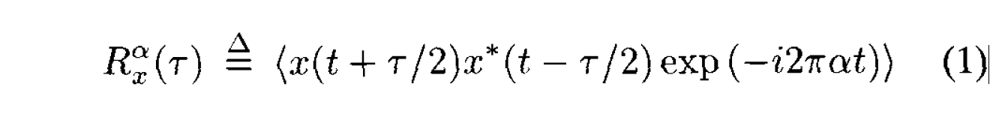 R_x^α(τ) ≜ ⟨x(t + τ/2)x*(t − τ/2) exp (−i2παt)⟩ (1)